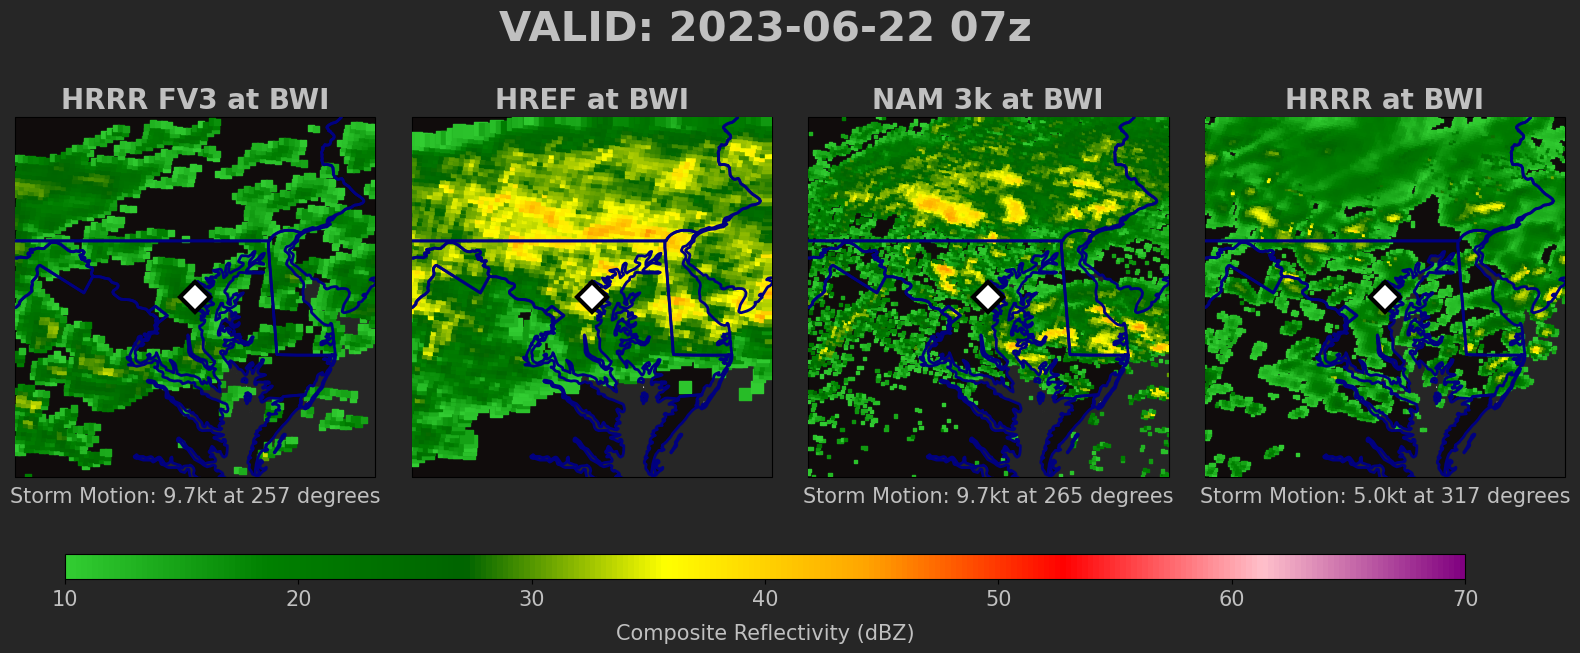 VALID: 2023-06-22 07z
HRRR FV3 at BWI
HREF at BWI
NAM 3k at BWI
HRRR at BWI
Storm Motion: 9.7kt at 257 degrees
Storm Motion: 9.7kt at 265 degrees
Storm Motion: 5.0kt at 317 degrees
10 20 30 40 50 60 70
Composite Reflectivity (dBZ)